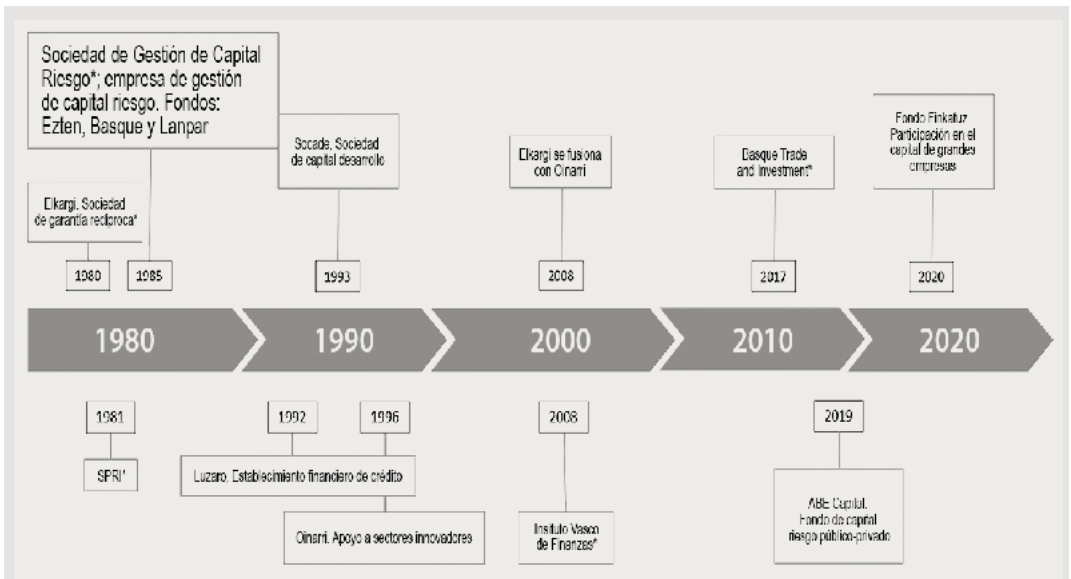 Sociedad de Gestión de Capital
Riesgo*; empresa de gestión
de capital riesgo. Fondos:
Ezten, Basque y Lanpar
Elkargi. Sociedad
de garantía recíproca*
Socade, Sociedad
de capital desarrollo
Elkargi se fusiona
con Oinarri
Basque Trade
and Investment*
Fondo Finkatuz
Participación en el
capital de grandes
empresas
1980
1985
1993
2008
2017
2020
1980
1990
2000
2010
2020
1981
1992
1996
2008
2019
SPRI*
Luzaro, Establecimiento financiero de crédito
Oinarri. Apoyo a sectores innovadores
Instituto Vasco
de Finanzas*
ABE Capital.
Fondo de capital
riesgo público-privado